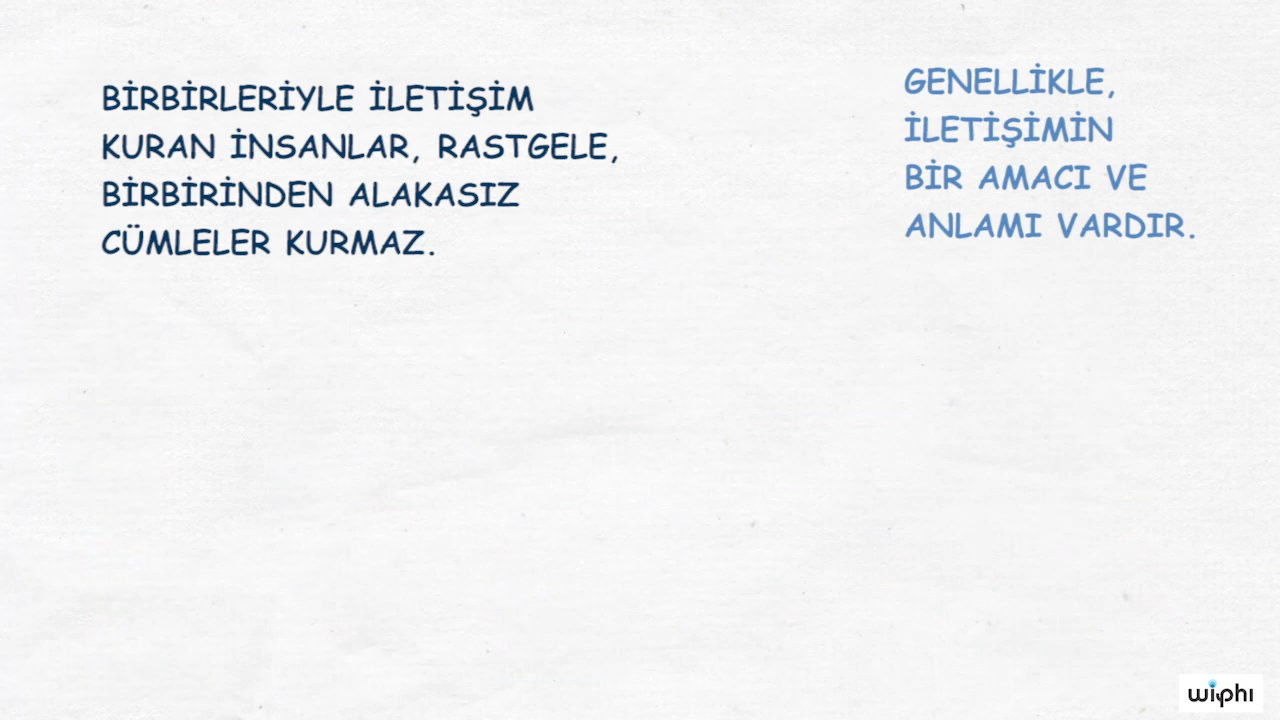 BİRBİRLERİYLE İLETİŞİM
KURAN İNSANLAR, RASTGELE,
BİRBİRİNDEN ALAKASIZ
CÜMLELER KURMAZ.
GENELLİKLE,
İLETİŞİMİN
BİR AMACI VE
ANLAMI VARDIR.
wiphi